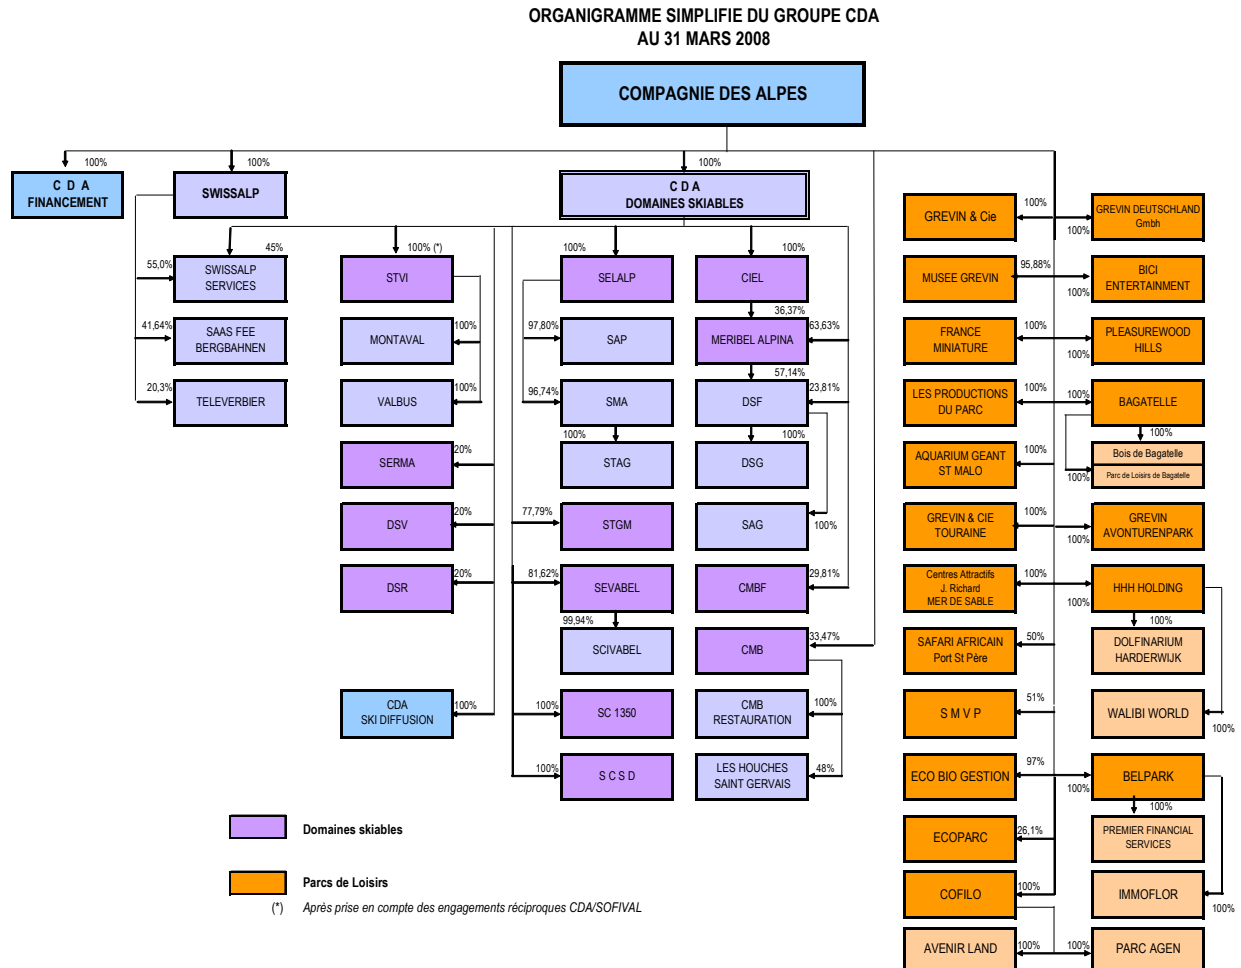 ORGANIGRAMME SIMPLIFIE DU GROUPE CDA
AU 31 MARS 2008
COMPAGNIE DES ALPES
100%
100%
100%
C D A
FINANCEMENT
SWISSALP
C D A
DOMAINES SKIABLES
55,0%
45%
SWISSALP
SERVICES
41,64%
SAAS FEE
BERGBAHNEN
20,3%
TELEVERBIER
100% (*)
STVI
MONTAVAL
100%
VALBUS
100%
SERMA
20%
DSV
20%
DSR
20%
CDA
SKI DIFFUSION
100%
100%
SELALP
97,80%
SAP
96,74%
SMA
100%
STAG
77,79%
STGM
81,62%
SEVABEL
99,94%
SCIVABEL
100%
SC 1350
100%
S C S D
100%
CIEL
36,37%
MERIBEL ALPINA
63,63%
57,14%
DSF
23,81%
100%
DSG
SAG
100%
CMBF
29,81%
CMB
33,47%
CMB
RESTAURATION
100%
LES HOUCHES
SAINT GERVAIS
48%
GREVIN & Cie
100%
100%
GREVIN DEUTSCHLAND
Gmbh
MUSEE GREVIN
95,88%
100%
BICI
ENTERTAINMENT
FRANCE
MINIATURE
100%
100%
PLEASUREWOOD
HILLS
LES PRODUCTIONS
DU PARC
100%
100%
BAGATELLE
100%
AQUARIUM GEANT
ST MALO
100%
100%
Bois de Bagatelle
Parc de Loisirs de Bagatelle
GREVIN & CIE
TOURAINE
100%
100%
GREVIN
AVONTURENPARK
Centres Attractifs
J. Richard
MER DE SABLE
100%
100%
HHH HOLDING
100%
SAFARI AFRICAIN
Port St Père
50%
DOLFINARIUM
HARDERWIJK
S M V P
51%
WALIBI WORLD
100%
ECO BIO GESTION
97%
100%
BELPARK
100%
ECOPARC
26,1%
PREMIER FINANCIAL
SERVICES
COFILO
100%
IMMOFLOR
100%
AVENIR LAND
100%
100%
PARC AGEN
Domaines skiables
Parcs de Loisirs
(*) Après prise en compte des engagements réciproques CDA/SOFIVAL